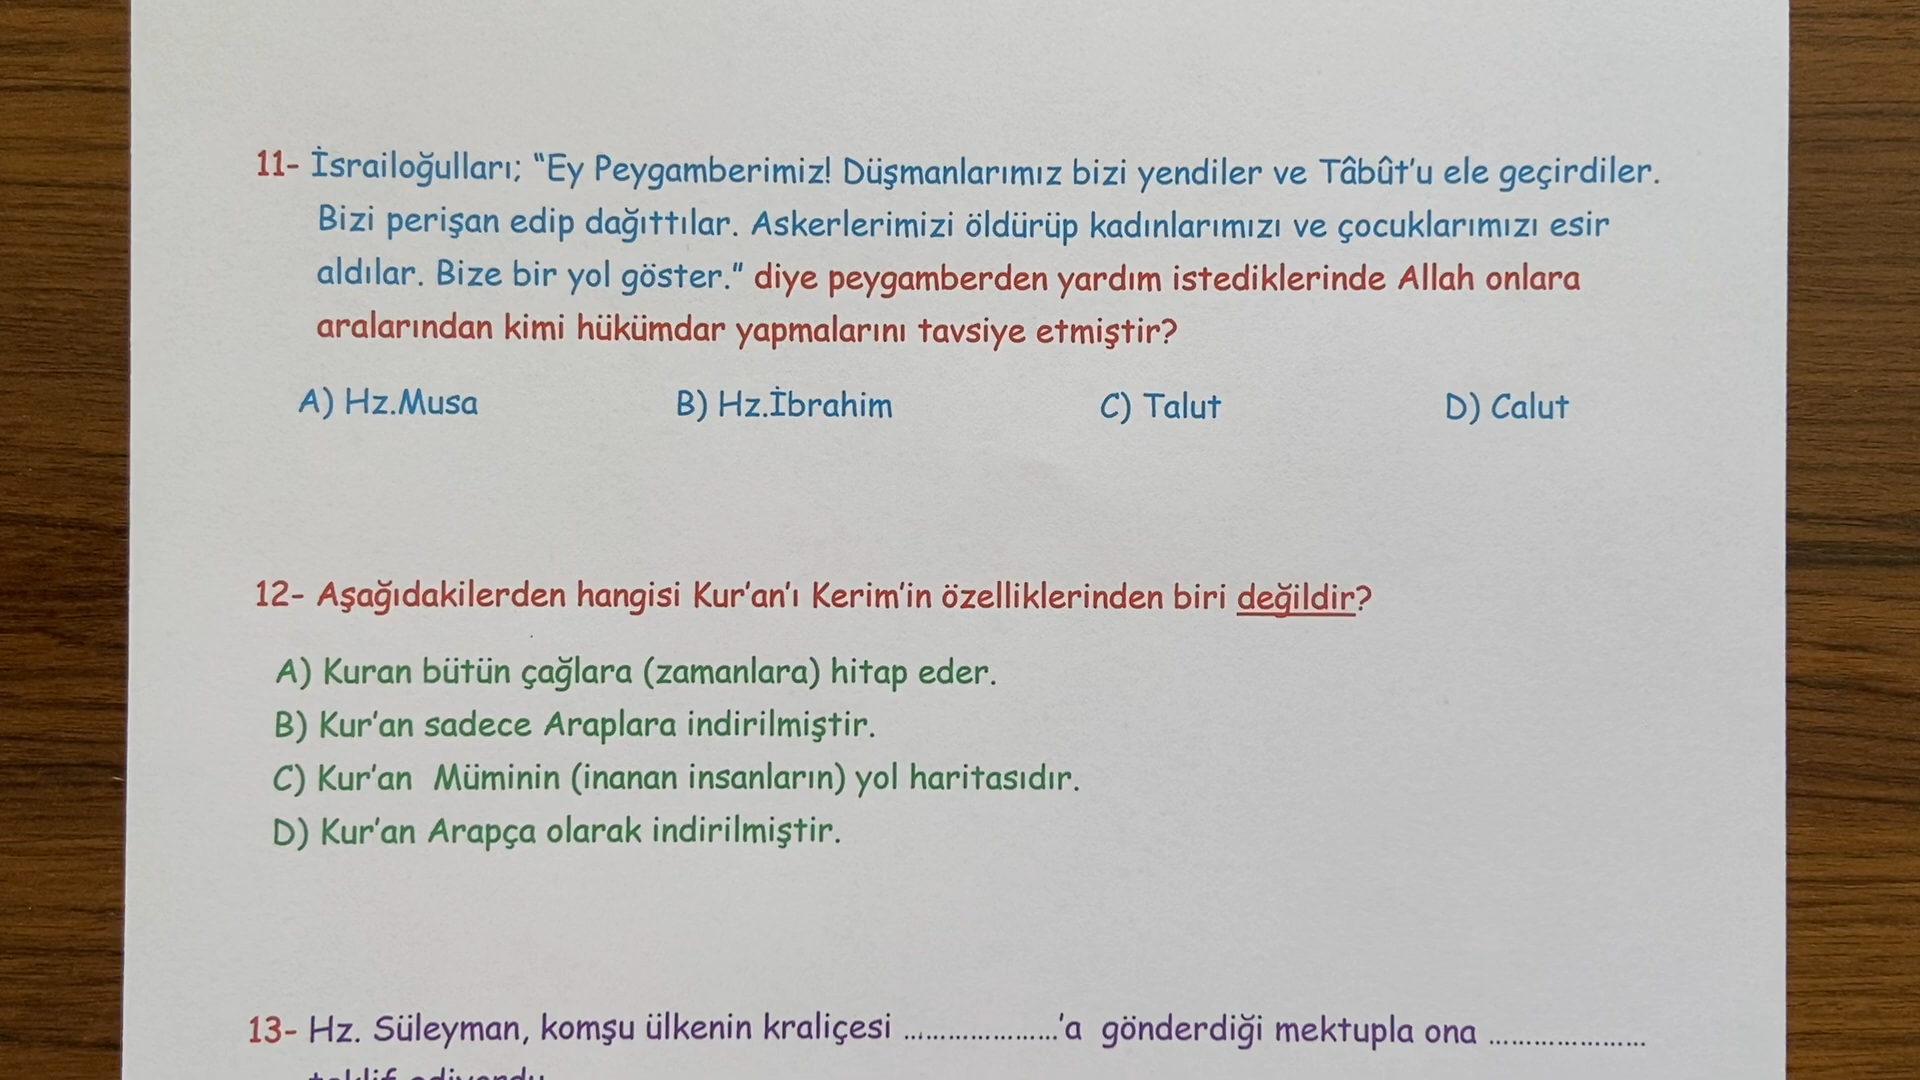 11- İsrailoğulları; "Ey Peygamberimiz! Düşmanlarımız bizi yendiler ve Tâbût'u ele geçirdiler.
Bizi perişan edip dağıttılar. Askerlerimizi öldürüp kadınlarımızı ve çocuklarımızı esir
aldılar. Bize bir yol göster." diye peygamberden yardım istediklerinde Allah onlara
aralarından kimi hükümdar yapmalarını tavsiye etmiştir?
A) Hz.Musa B) Hz.İbrahim C) Talut D) Calut
12- Aşağıdakilerden hangisi Kur'an'ı Kerim'in özelliklerinden biri değildir?
A) Kuran bütün çağlara (zamanlara) hitap eder.
B) Kur'an sadece Araplara indirilmiştir.
C) Kur'an Müminin (inanan insanların) yol haritasıdır.
D) Kur'an Arapça olarak indirilmiştir.
13- Hz. Süleyman, komşu ülkenin kraliçesi .....................'a gönderdiği mektupla ona .....................
teklif ediyordu